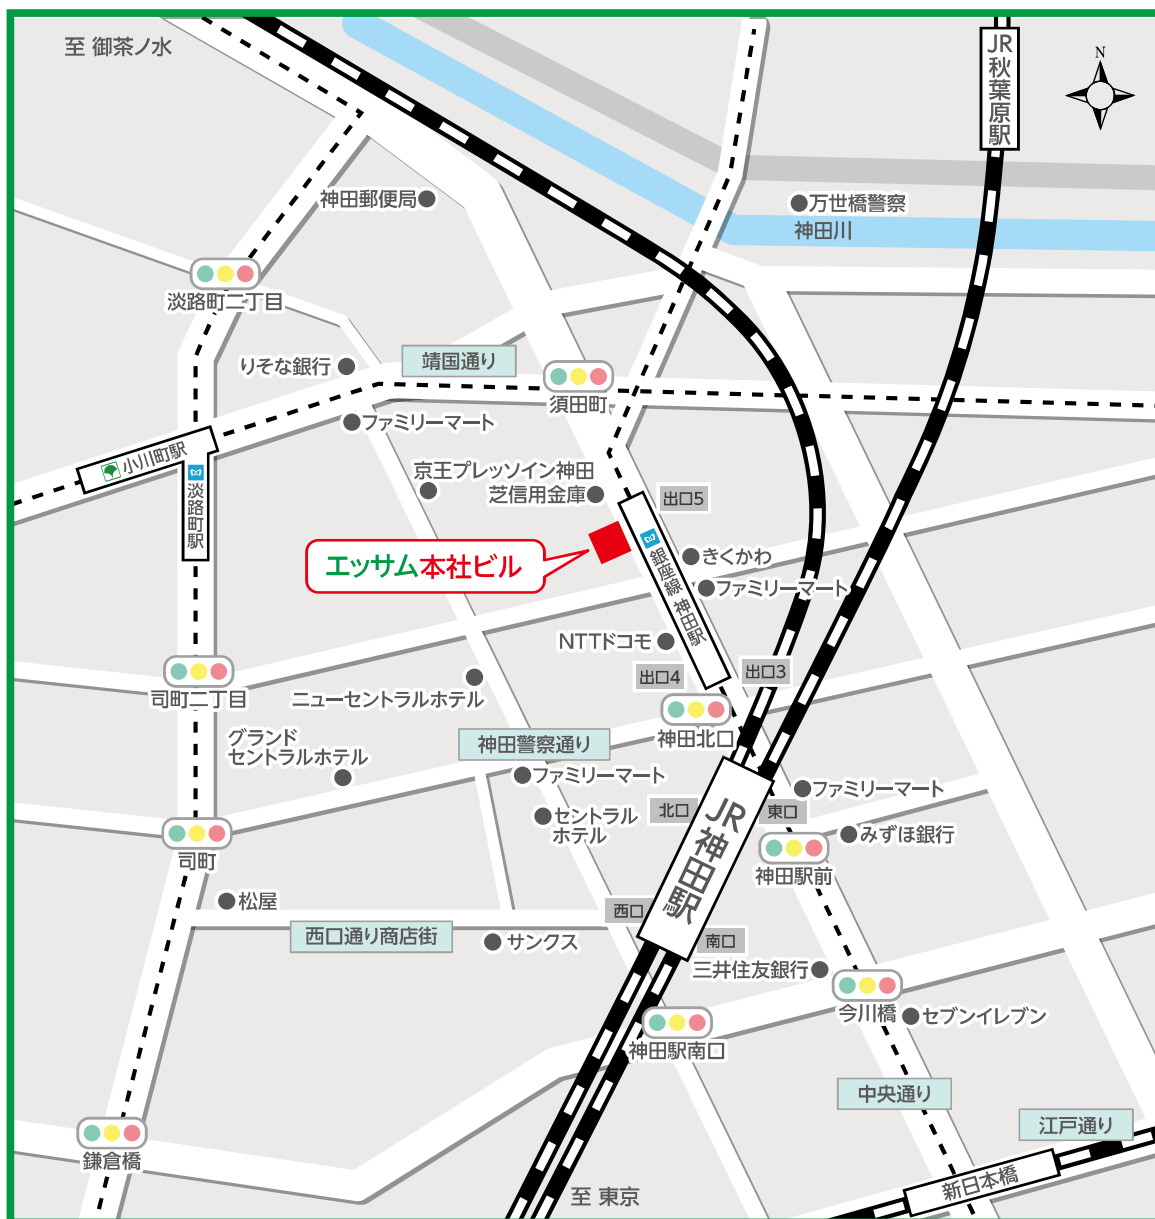 至 御茶ノ水
N
JR秋葉原駅
神田郵便局
万世橋警察
神田川
淡路町二丁目
りそな銀行
靖国通り
須田町
ファミリーマート
小川町駅
淡路町駅
京王プレッソイン神田
芝信用金庫
出口5
エッサム本社ビル
銀座線 神田駅
きくかわ
ファミリーマート
NTTドコモ
出口4
出口3
司町二丁目
ニューセントラルホテル
神田北口
グランド
セントラルホテル
神田警察通り
ファミリーマート
ファミリーマート
北口
東口
セントラル
ホテル
JR神田駅
みずほ銀行
司町
神田駅前
松屋
西口
西口通り商店街
サンクス
南口
三井住友銀行
今川橋
セブンイレブン
神田駅南口
中央通り
江戸通り
鎌倉橋
新日本橋
至 東京